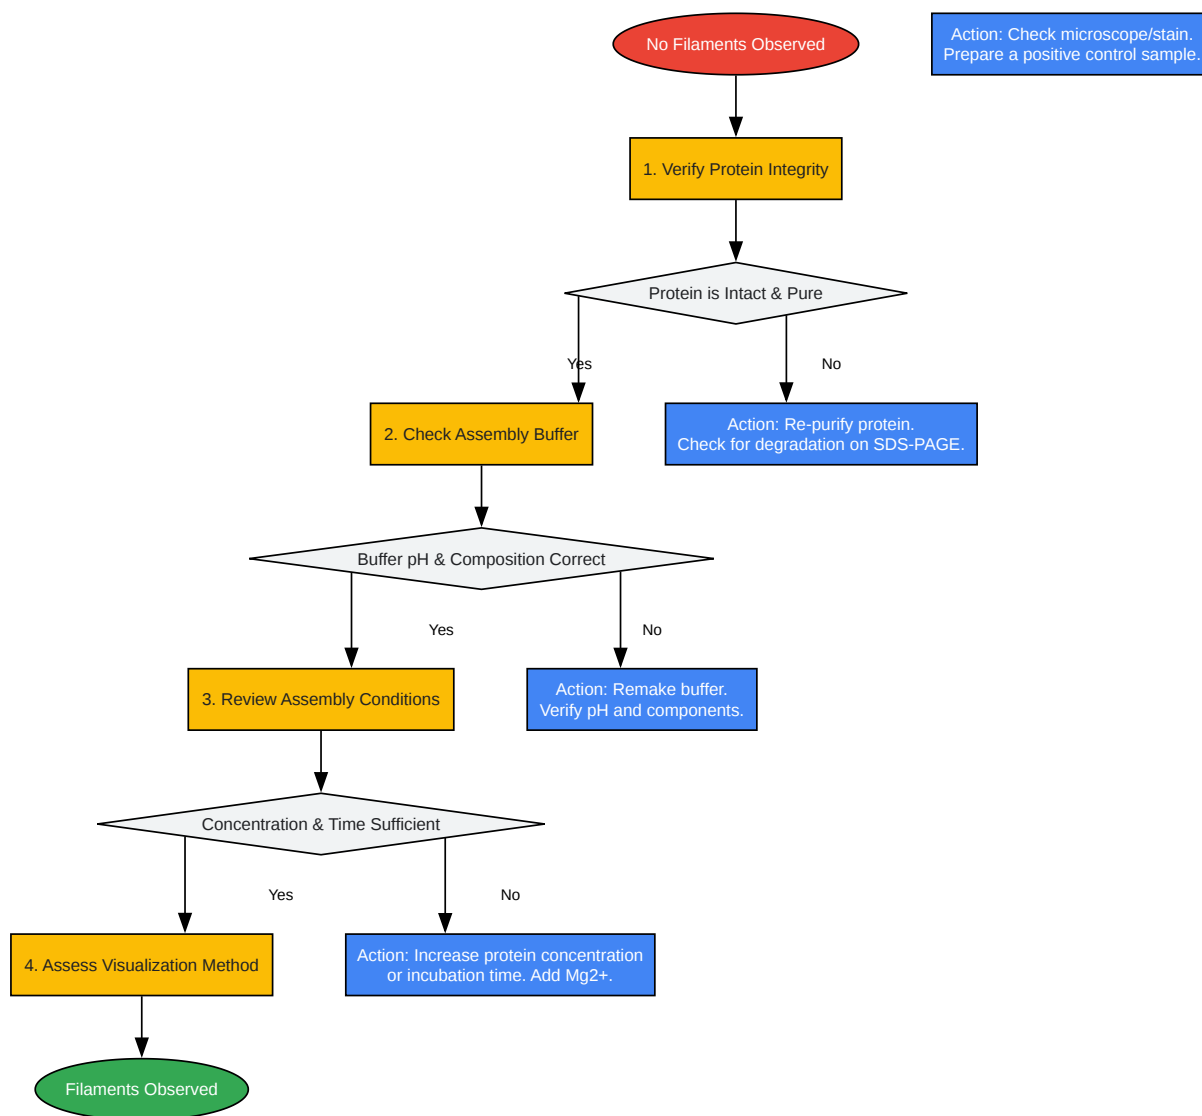 No Filaments Observed
Action: Check microscope/stain.
Prepare a positive control sample.
1. Verify Protein Integrity
Protein is Intact & Pure
Yes
No
2. Check Assembly Buffer
Action: Re-purify protein.
Check for degradation on SDS-PAGE.
Buffer pH & Composition Correct
Yes
No
3. Review Assembly Conditions
Action: Remake buffer.
Verify pH and components.
Concentration & Time Sufficient
Yes
No
4. Assess Visualization Method
Action: Increase protein concentration
or incubation time. Add Mg2+.
Filaments Observed